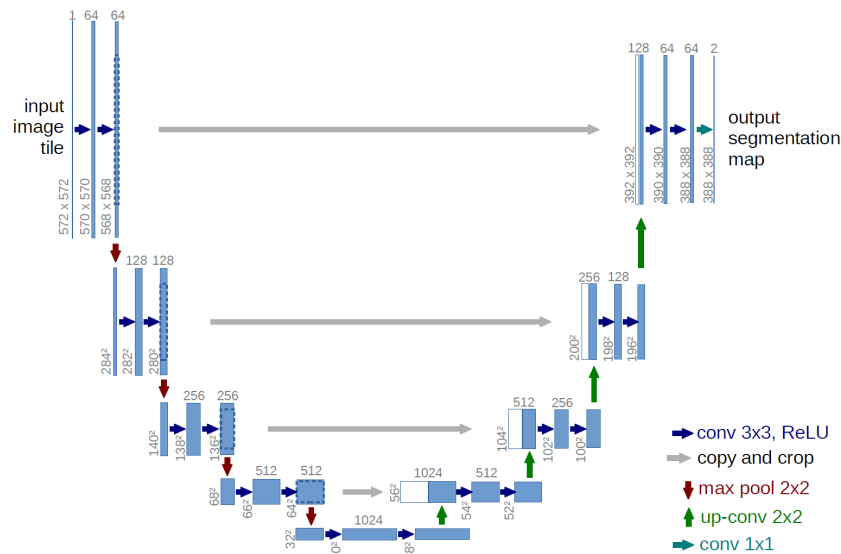 1 64 64
128 64 64 2
input
image
tile
output
segmentation
map
572 x 572
570 x 570
568 x 568
392 x 392
390 x 390
388 x 388
388 x 388
128 128
256 128
284²
282²
280²
200²
198²
196²
256 256
512 256
140²
138²
136²
104²
102²
100²
512 512
1024 512
68²
66²
64²
56²
54²
52²
1024
32²
0²
8²
conv 3x3, ReLU
copy and crop
max pool 2x2
up-conv 2x2
conv 1x1